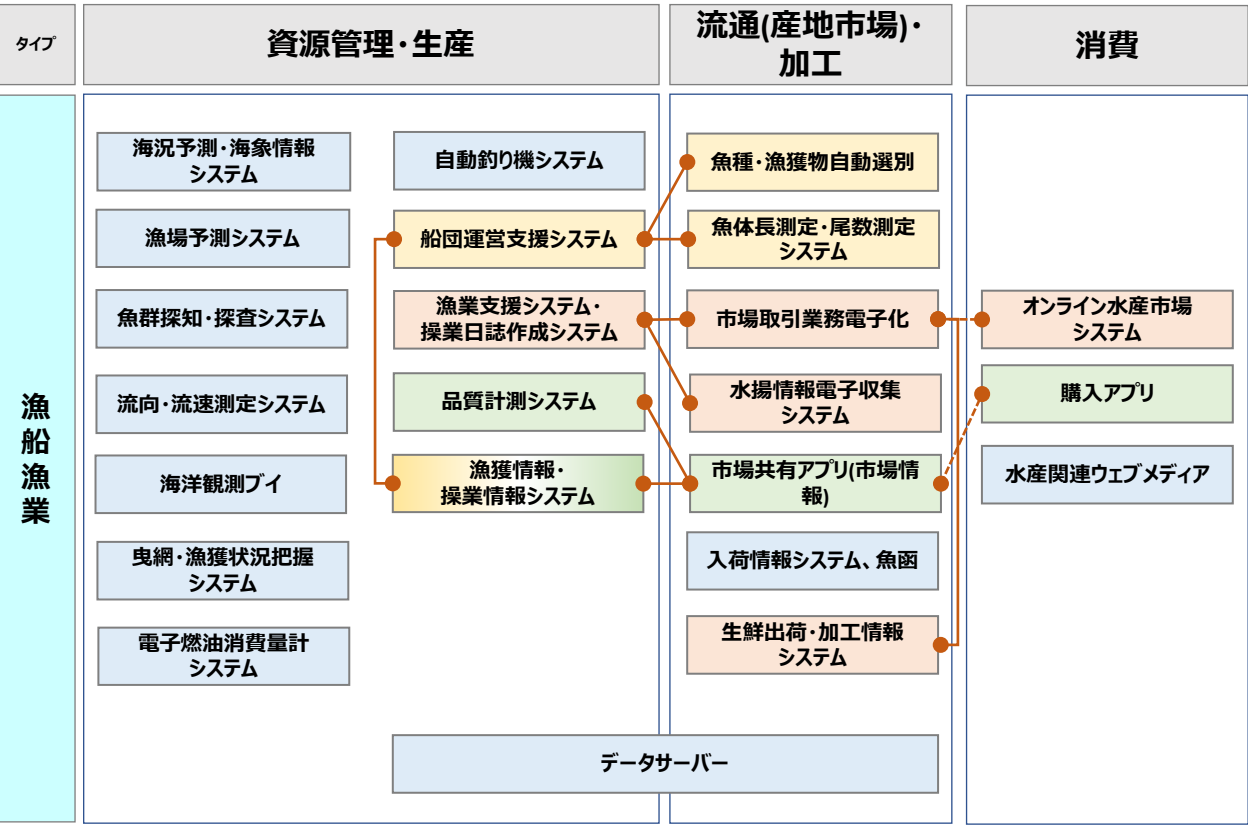 タイプ
資源管理・生産
流通(産地市場)・
加工
消費
漁船漁業
海況予測・海象情報
システム
漁場予測システム
魚群探知・探査システム
流向・流速測定システム
海洋観測ブイ
曳網・漁獲状況把握
システム
電子燃油消費量計
システム
自動釣り機システム
船団運営支援システム
漁業支援システム・
操業日誌作成システム
品質計測システム
漁獲情報・
操業情報システム
魚種・漁獲物自動選別
魚体長測定・尾数測定
システム
市場取引業務電子化
水揚情報電子収集
システム
市場共有アプリ(市場情
報)
入荷情報システム、魚函
生鮮出荷・加工情報
システム
オンライン水産市場
システム
購入アプリ
水産関連ウェブメディア
データサーバー